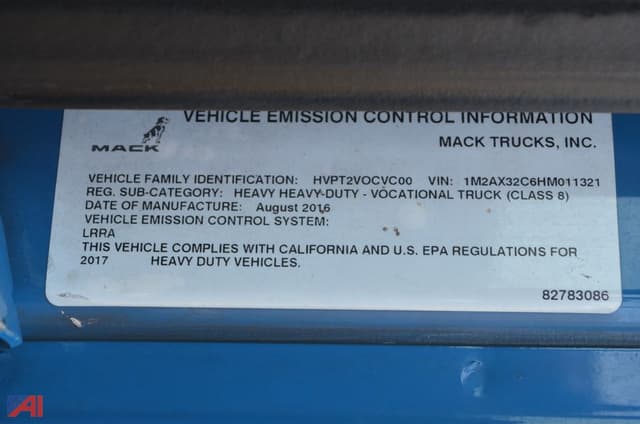 VEHICLE EMISSION CONTROL INFORMATION
MACK
MACK TRUCKS, INC.
VEHICLE FAMILY IDENTIFICATION: HVPT2VOCVC00 VIN: 1M2AX32C6HM011321
REG. SUB-CATEGORY: HEAVY HEAVY-DUTY - VOCATIONAL TRUCK (CLASS 8)
DATE OF MANUFACTURE: August 2016
VEHICLE EMISSION CONTROL SYSTEM:
LRRA
THIS VEHICLE COMPLIES WITH CALIFORNIA AND U.S. EPA REGULATIONS FOR
2017 HEAVY DUTY VEHICLES.
82783086
AI